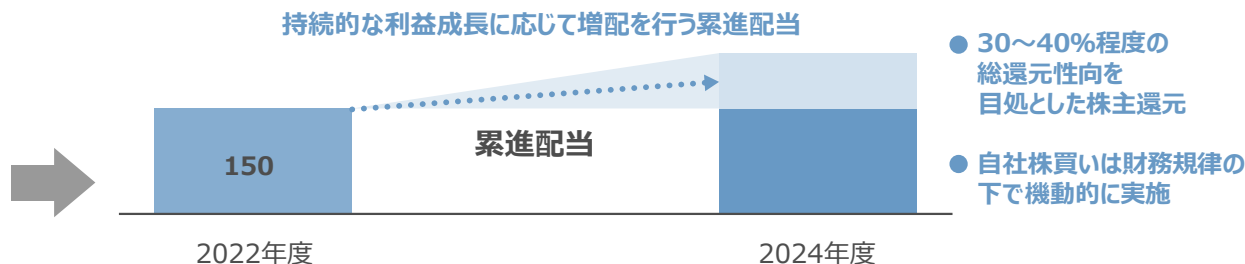 持続的な利益成長に応じて増配を行う累進配当
150
累進配当
2022年度
2024年度
● 30～40%程度の
総還元性向を
目処とした株主還元
● 自社株買いは財務規律の
下で機動的に実施